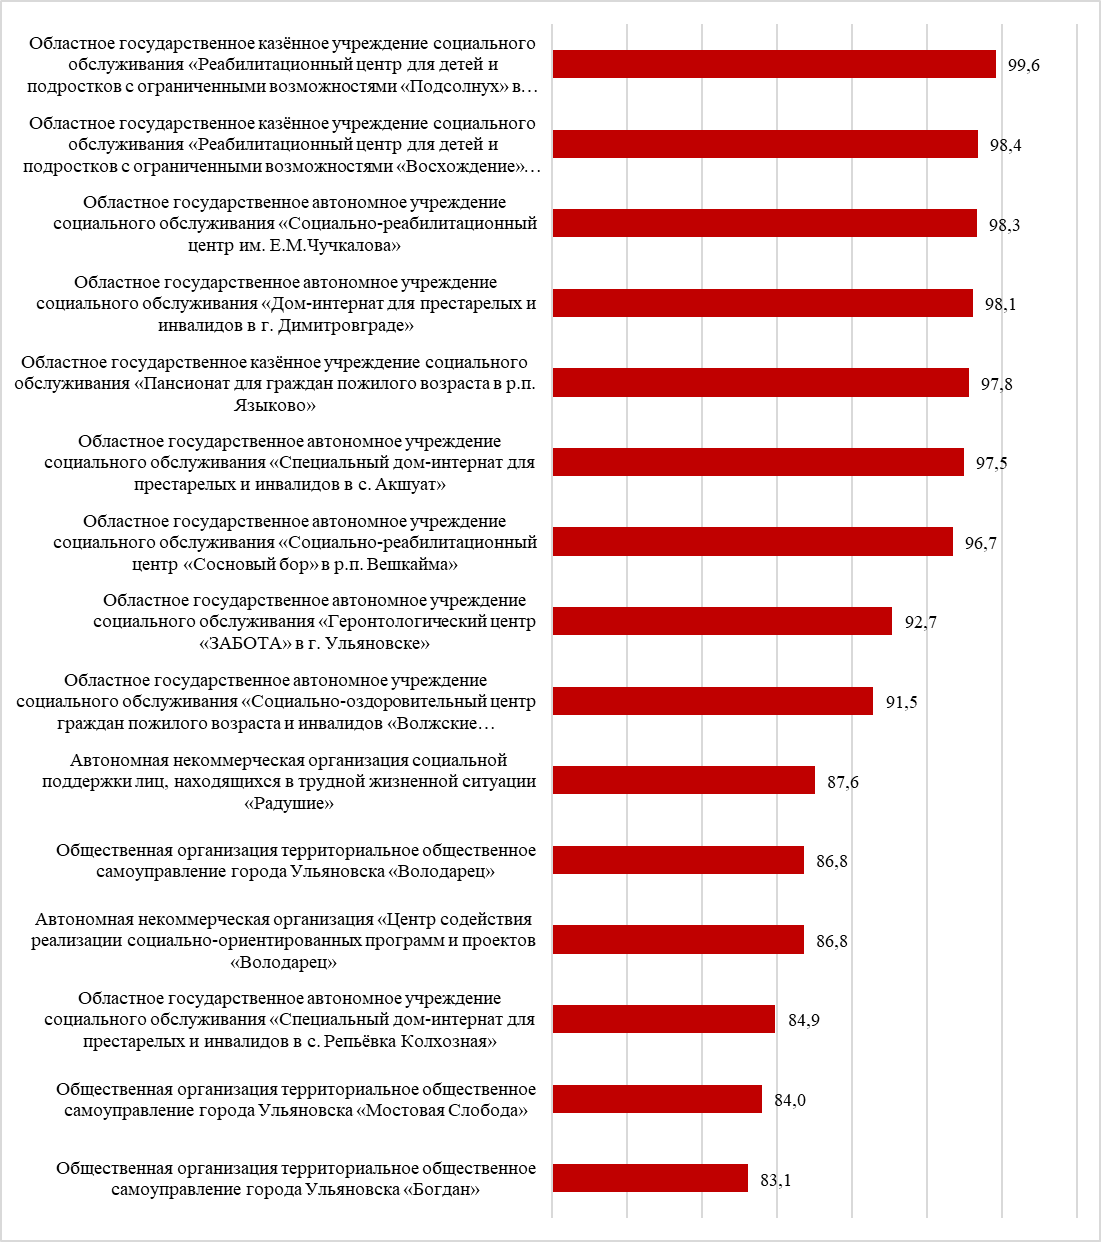 Областное государственное казённое учреждение социального
обслуживания «Реабилитационный центр для детей и
подростков с ограниченными возможностями «Подсолнух» в…
99,6
Областное государственное казённое учреждение социального
обслуживания «Реабилитационный центр для детей и
подростков с ограниченными возможностями «Восхождение»…
98,4
Областное государственное автономное учреждение
социального обслуживания «Социально-реабилитационный
центр им. Е.М.Чучкалова»
98,3
Областное государственное автономное учреждение
социального обслуживания «Дом-интернат для престарелых и
инвалидов в г. Димитровграде»
98,1
Областное государственное казённое учреждение социального
обслуживания «Пансионат для граждан пожилого возраста в р.п.
Языково»
97,8
Областное государственное автономное учреждение
социального обслуживания «Специальный дом-интернат для
престарелых и инвалидов в с. Акшуат»
97,5
Областное государственное автономное учреждение
социального обслуживания «Социально-реабилитационный
центр «Сосновый бор» в р.п. Вешкайма»
96,7
Областное государственное автономное учреждение
социального обслуживания «Геронтологический центр
«ЗАБОТА» в г. Ульяновске»
92,7
Областное государственное автономное учреждение
социального обслуживания «Социально-оздоровительный центр
граждан пожилого возраста и инвалидов «Волжские…
91,5
Автономная некоммерческая организация социальной
поддержки лиц, находящихся в трудной жизненной ситуации
«Радушие»
87,6
Общественная организация территориальное общественное
самоуправление города Ульяновска «Володарец»
86,8
Автономная некоммерческая организация «Центр содействия
реализации социально-ориентированных программ и проектов
«Володарец»
86,8
Областное государственное автономное учреждение
социального обслуживания «Специальный дом-интернат для
престарелых и инвалидов в с. Репьёвка Колхозная»
84,9
Общественная организация территориальное общественное
самоуправление города Ульяновска «Мостовая Слобода»
84,0
Общественная организация территориальное общественное
самоуправление города Ульяновска «Богдан»
83,1